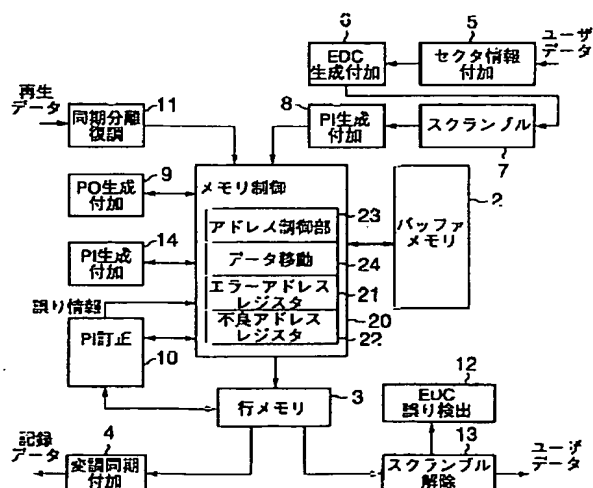 6
EDC
生成付加
5
セクタ情報
付加
ユーザ
データ
再生
データ
11
同期分離
復調
8
PI生成
付加
スクランブル
7
9
PO生成
付加
メモリ制御
アドレス制御部
23
データ移動
24
エラーアドレス
レジスタ
21
不良アドレス
レジスタ
20
22
バッファ
メモリ
2
14
PI生成
付加
誤り情報
PI訂正
10
行メモリ
3
12
EDC
誤り検出
記録
データ
4
変調同期
付加
13
スクランブル
解除
ユーザ
データ